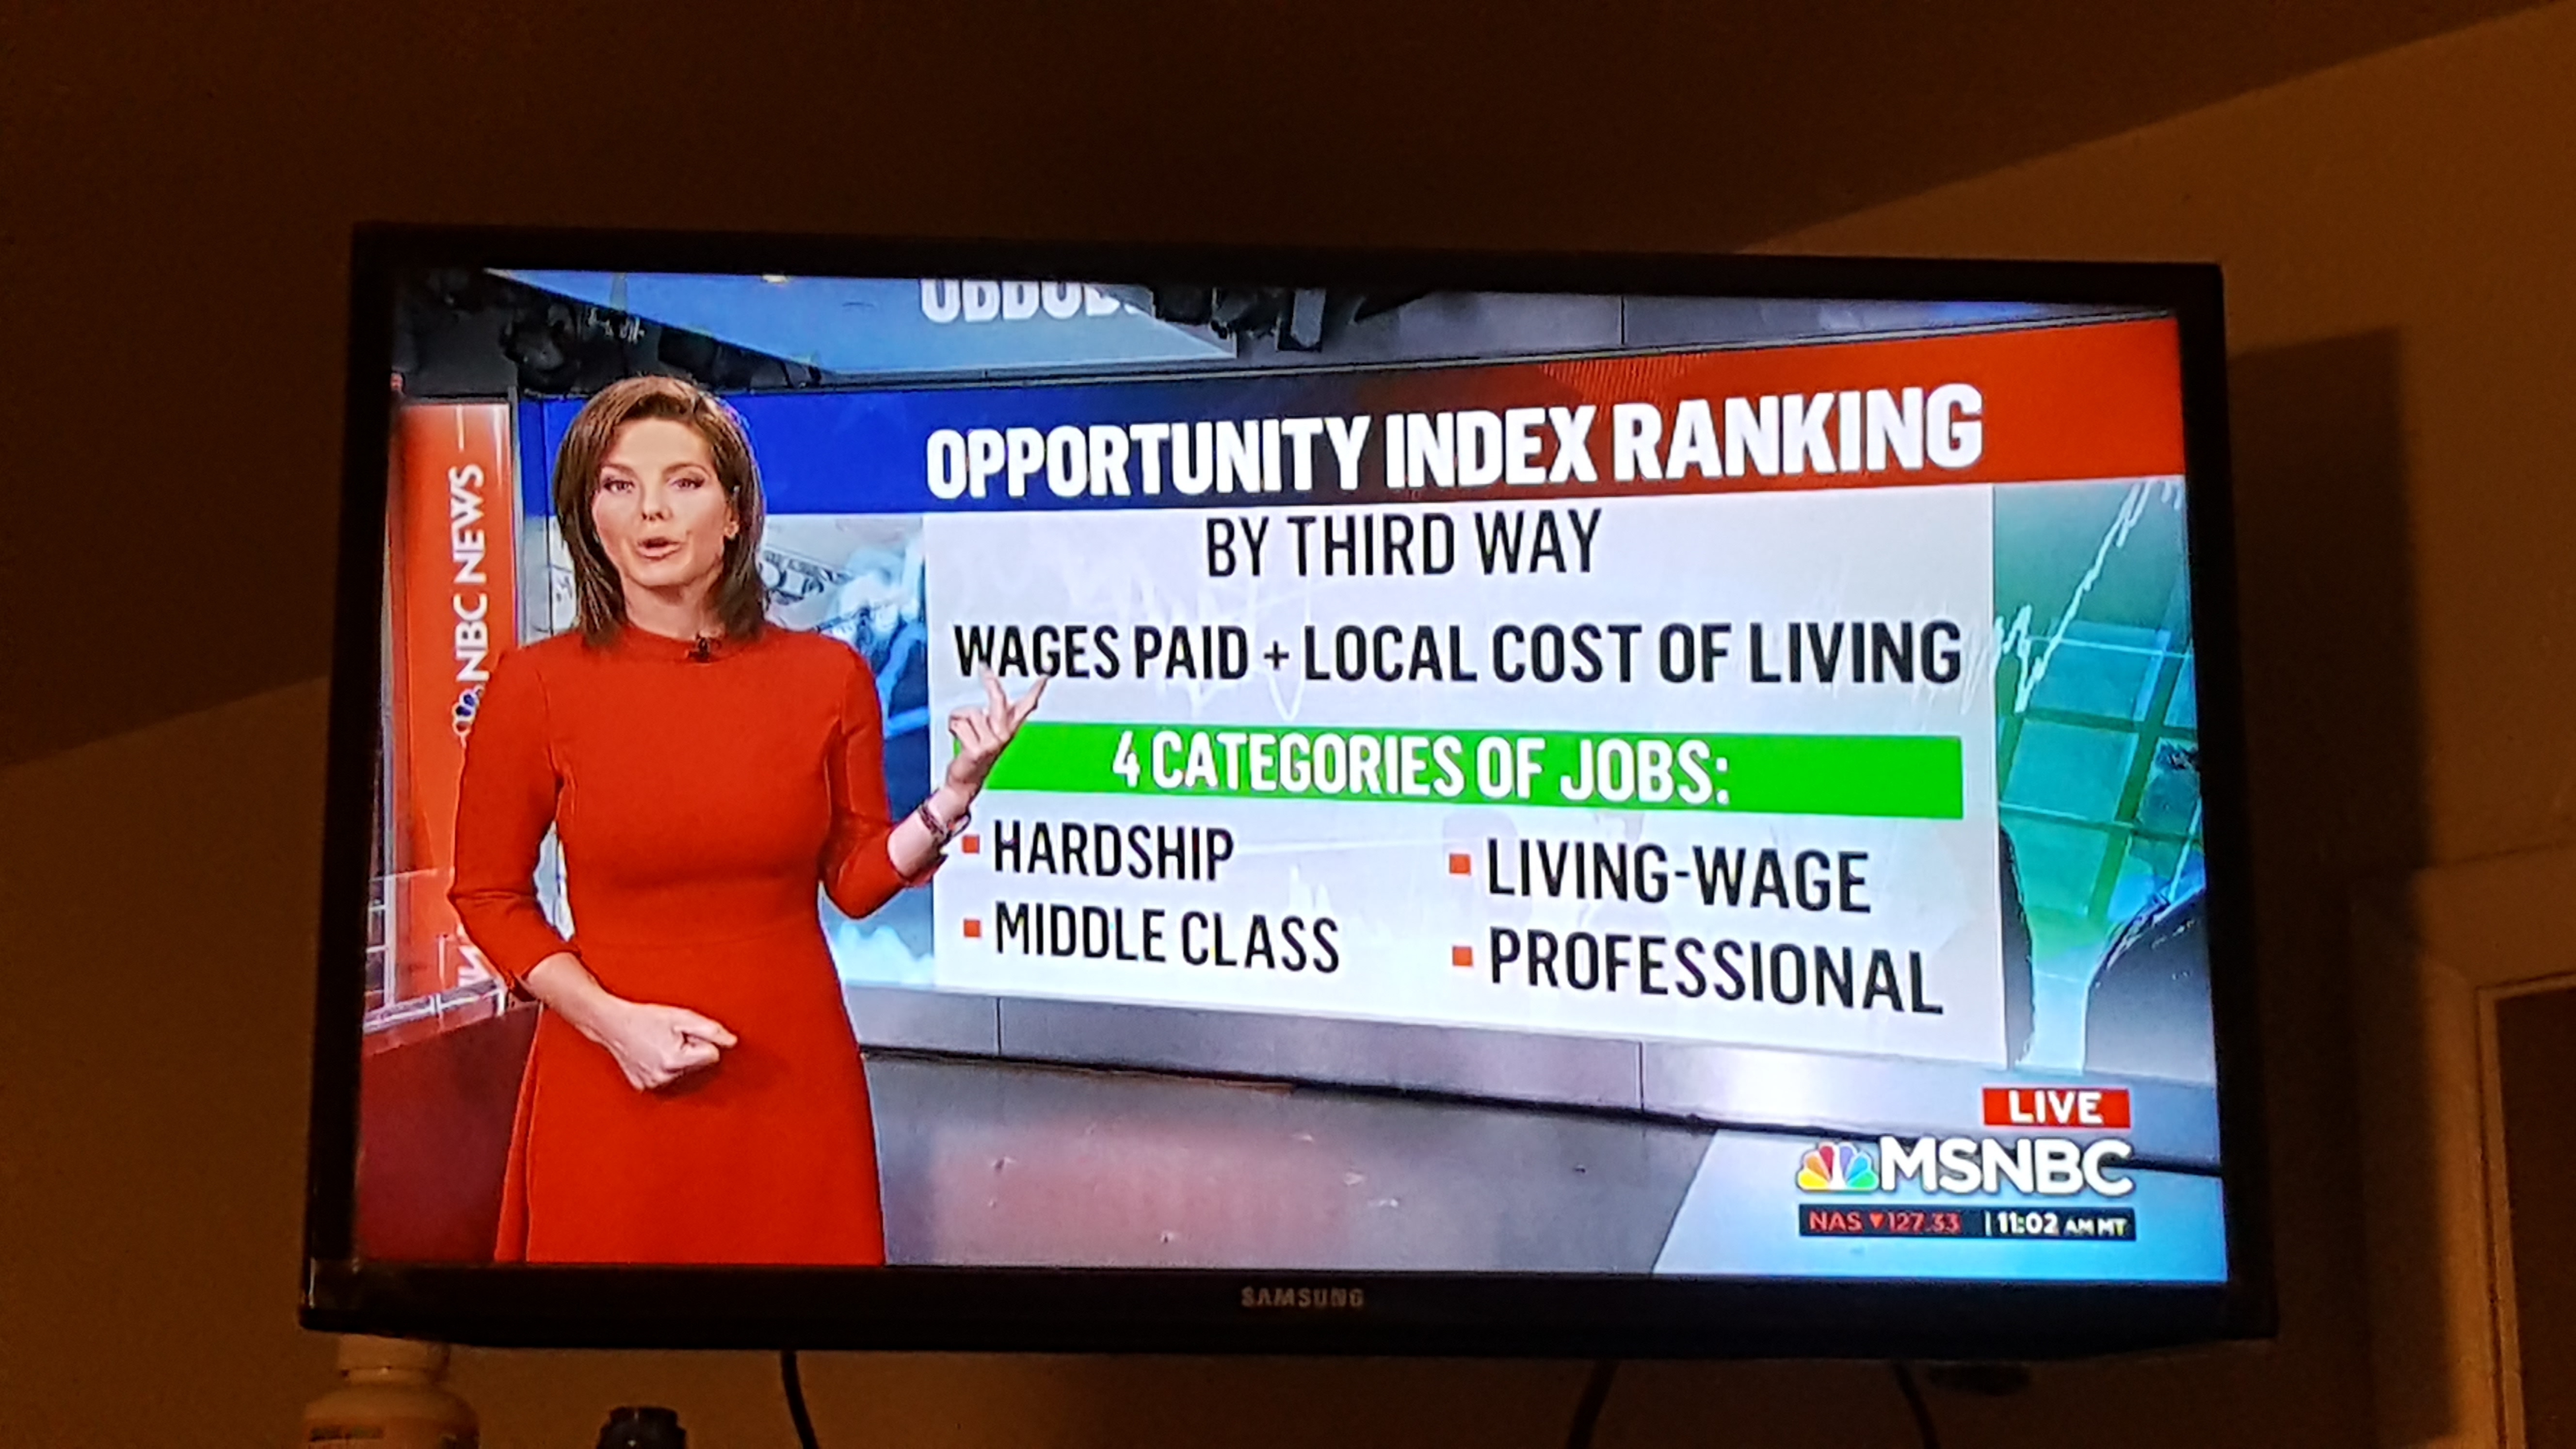 OPPORTUNITY INDEX RANKING
BY THIRD WAY
WAGES PAID + LOCAL COST OF LIVING
4 CATEGORIES OF JOBS:
▪ HARDSHIP
▪ LIVING-WAGE
▪ MIDDLE CLASS
▪ PROFESSIONAL
NBC NEWS
LIVE
MSNBC
NAS ▼127.33 | 11:02 AM MT
SAMSUNG